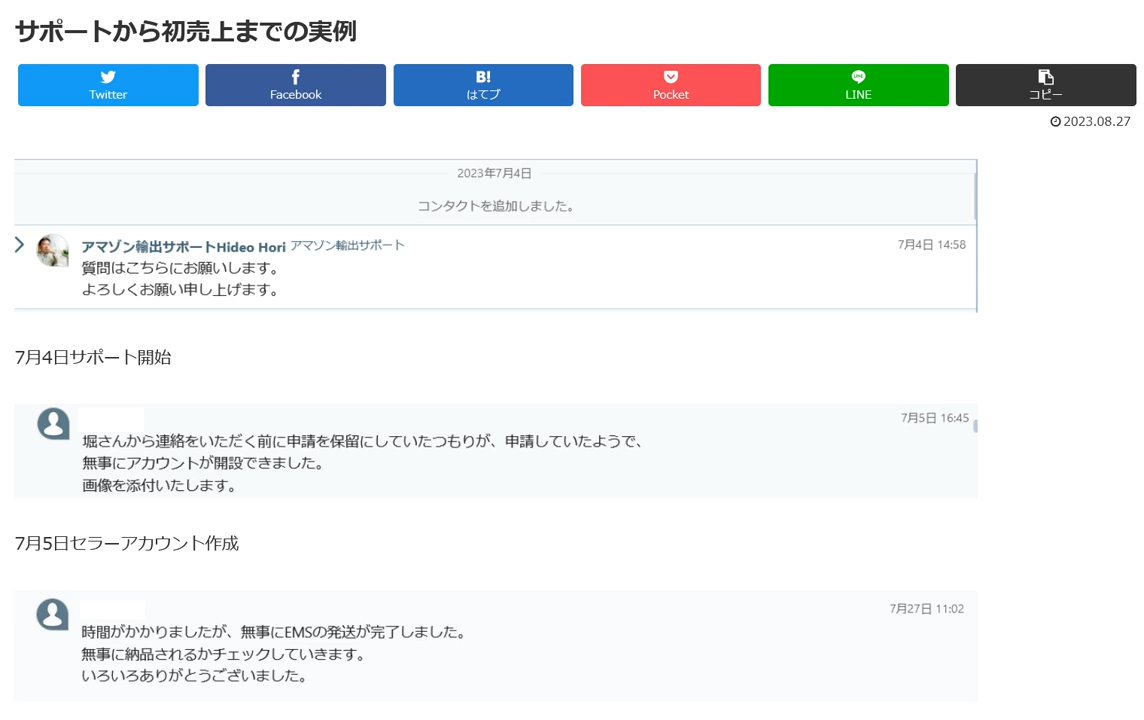 サポートから初売上までの実例
Twitter
Facebook
B!
はてブ
Pocket
LINE
コピー
2023.08.27
2023年7月4日
コンタクトを追加しました。
アマゾン輸出サポートHideo Hori アマゾン輸出サポート 7月4日 14:58
質問はこちらにお願いします。
よろしくお願い申し上げます。
7月4日サポート開始
7月5日 16:45
堀さんから連絡をいただく前に申請を保留にしていたつもりが、申請していたようで、
無事にアカウントが開設できました。
画像を添付いたします。
7月5日セラーアカウント作成
7月27日 11:02
時間がかかりましたが、無事にEMSの発送が完了しました。
無事に納品されるかチェックしていきます。
いろいろありがとうございました。